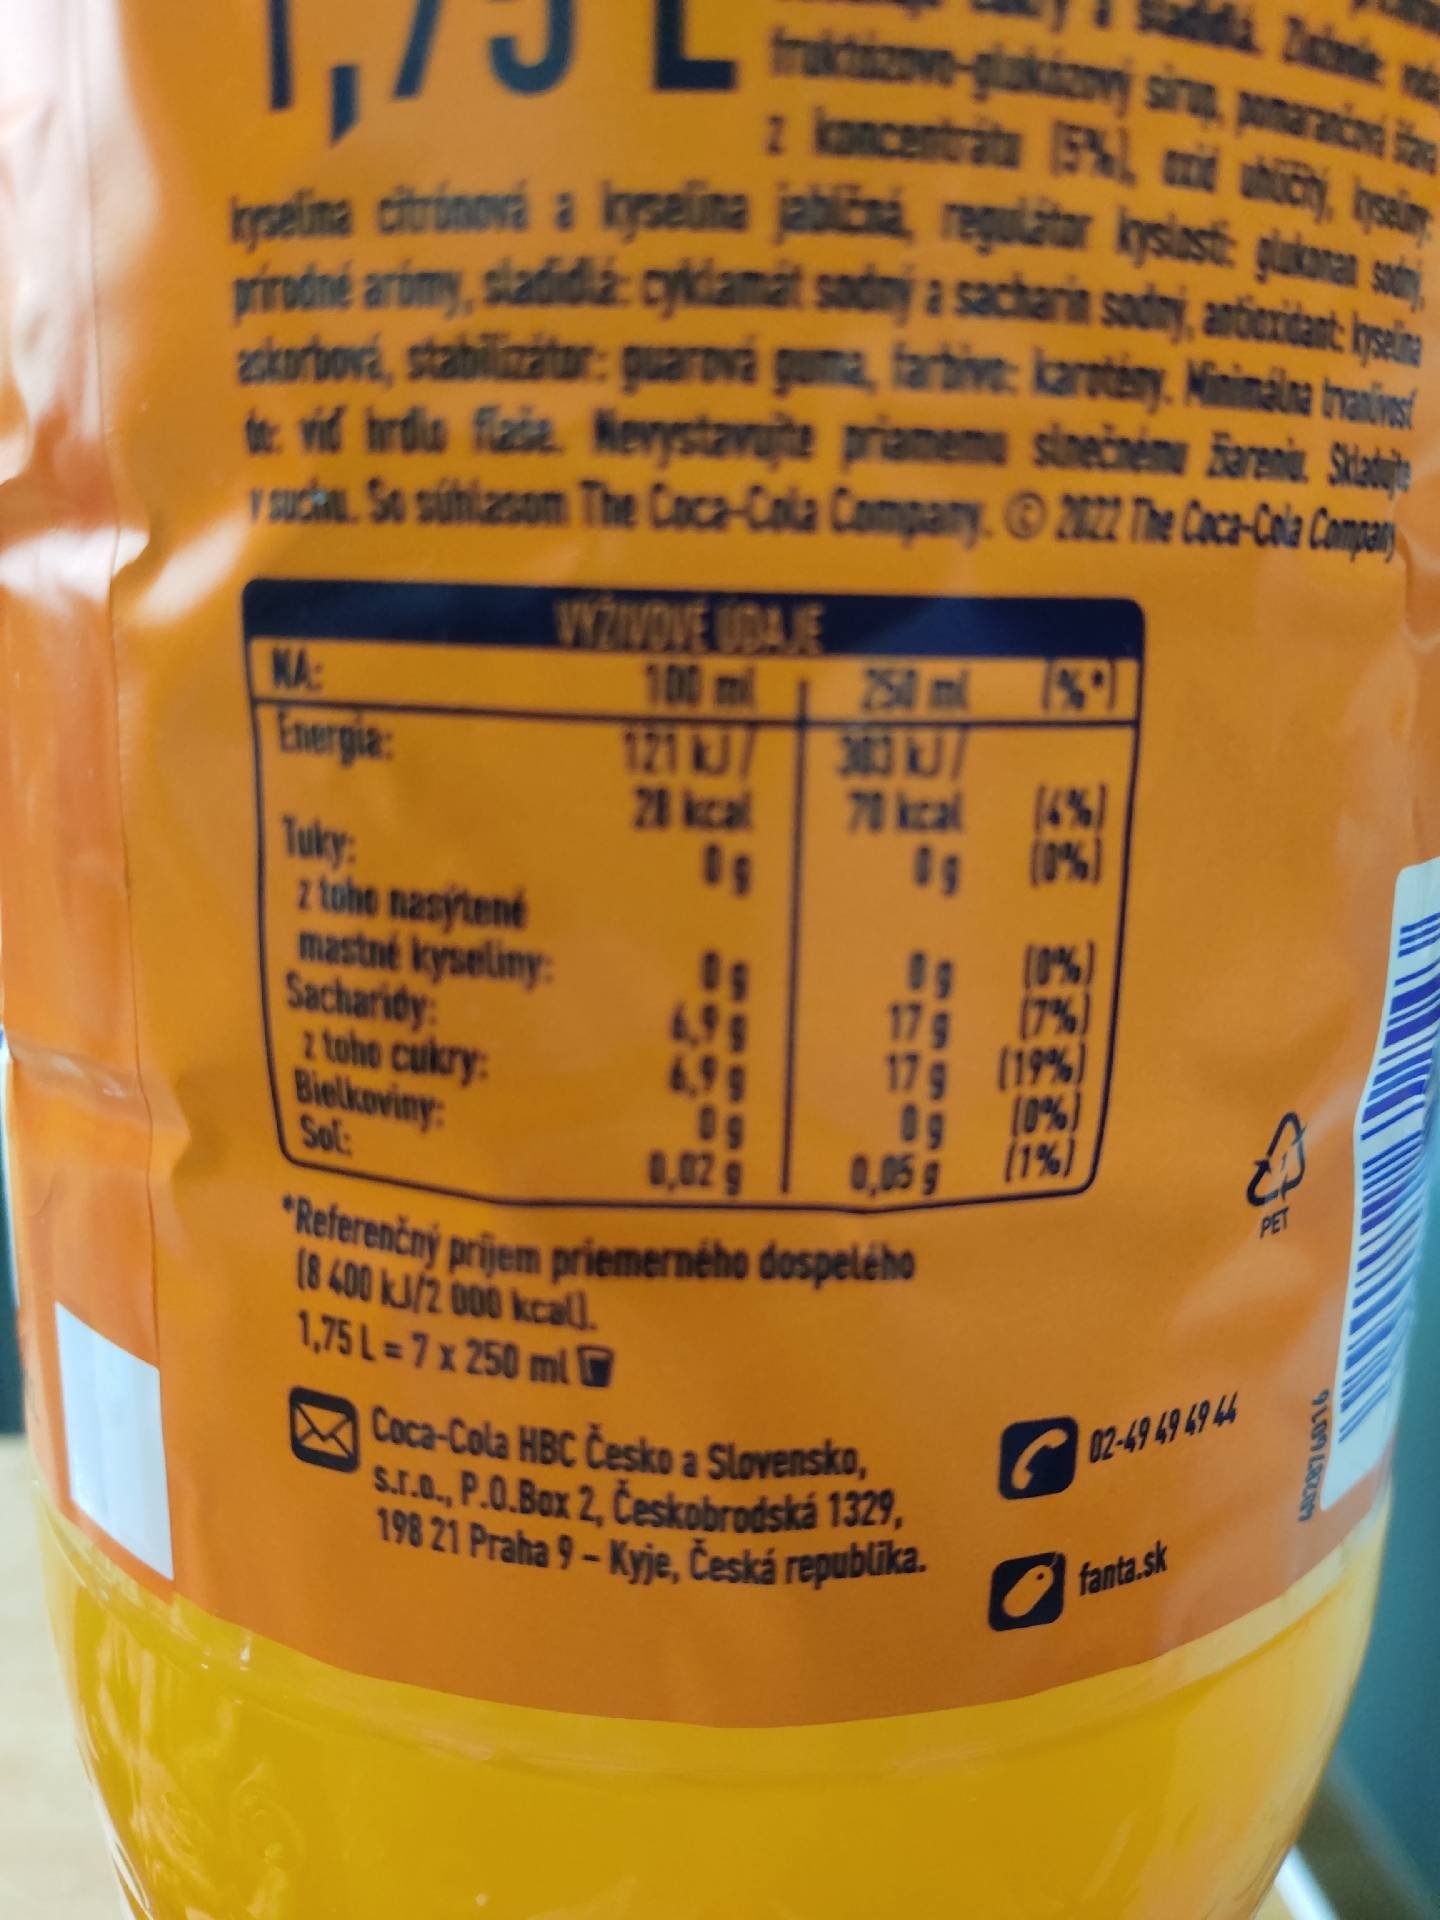 1,75 L
fruktózovo-glukózový sirup, pomarančová šťava
z koncentrátu (5%), oxid uhličitý, kyseliny:
kyselina citrónová a kyselina jablčná, regulátor kyslosti: glukonan sodný,
prírodné arómy, sladidlá: cyklamát sodný a sacharín sodný, antioxidant: kyselina
askorbová, stabilizátor: guarová guma, farbivo: karotény. Minimálna trvanlivosť
do: viď hrdlo fľaše. Nevystavujte priamemu slnečnému žiareniu. Skladujte
v suchu. So súhlasom The Coca-Cola Company. © 2022 The Coca-Cola Company
VÝŽIVOVÉ ÚDAJE
NA: 100 ml 250 ml (%*)
Energia: 121 kJ/ 303 kJ/
28 kcal 70 kcal (4%)
Tuky: 0 g 0 g (0%)
z toho nasýtené
mastné kyseliny: 0 g 0 g (0%)
Sacharidy: 6,9 g 17 g (7%)
z toho cukry: 6,9 g 17 g (19%)
Bielkoviny: 0 g 0 g (0%)
Soľ: 0,02 g 0,05 g (1%)
*Referenčný príjem priemerného dospelého
(8 400 kJ/2 000 kcal).
1,75 L = 7 x 250 ml
PET
Coca-Cola HBC Česko a Slovensko,
s.r.o., P.O.Box 2, Českobrodská 1329,
198 21 Praha 9 – Kyje, Česká republika.
02-49 49 49 44
fanta.sk